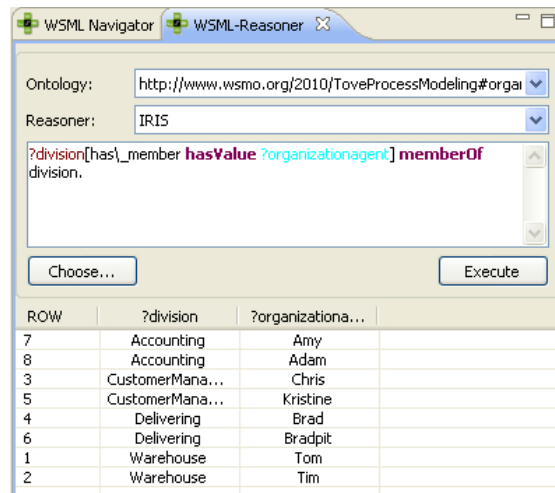 WSML Navigator WSML-Reasoner
Ontology: http://www.wsmo.org/2010/ToveProcessModeling#organ
Reasoner: IRIS
?division[has\_member hasValue ?organizationagent] memberOf
division.
Choose... Execute
ROW ?division ?organizationa...
7 Accounting Amy
8 Accounting Adam
3 CustomerMana... Chris
5 CustomerMana... Kristine
4 Delivering Brad
6 Delivering Bradpit
1 Warehouse Tom
2 Warehouse Tim